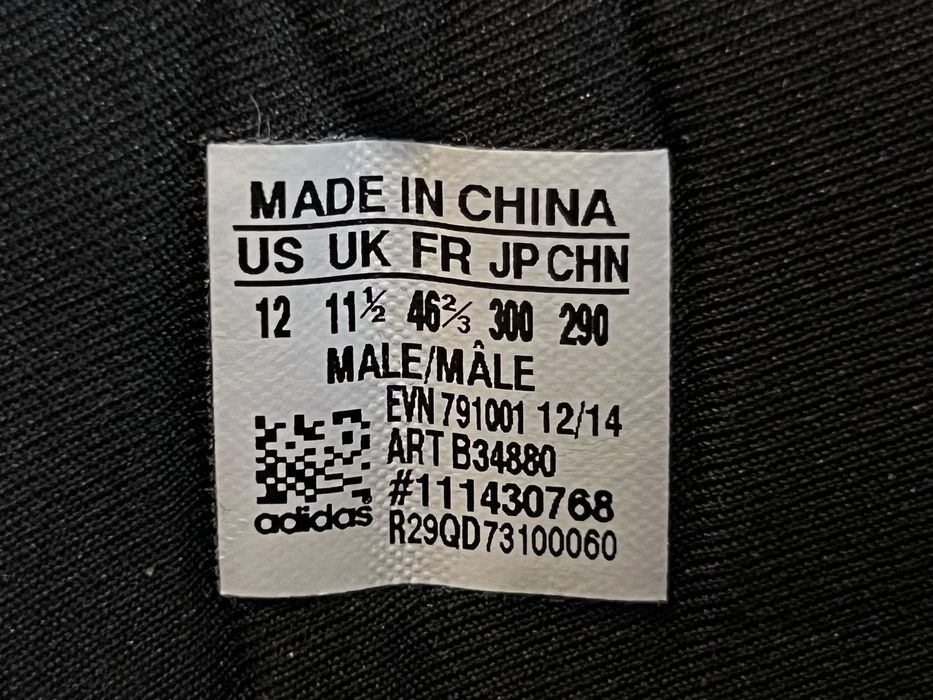 MADE IN CHINA
US UK FR JP CHN
12 11½ 46⅔ 300 290
MALE/MÂLE
EVN 791001 12/14
ART B34880
#111430768
R29QD73100060
adidas®